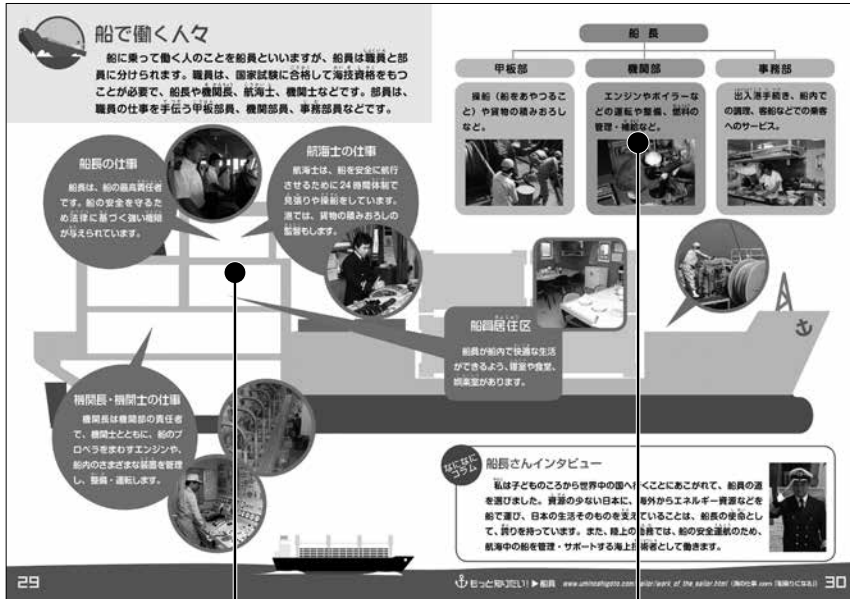 船で働く人々
船に乗って働く人のことを船員といいますが、船員は職員と部
員に分けられます。職員は、国家試験に合格して海技資格をもつ
ことが必要で、船長や機関長、航海士、機関士などです。部員は、
職員の仕事を手伝う甲板部員、機関部員、事務部員などです。
船長
甲板部
操船（船をあやつるこ
と）や貨物の積みおろし
など。
機関部
エンジンやボイラーな
どの運転や整備、燃料の
管理・補給など。
事務部
出入港手続き、船内で
の調理、客船などでの乗客
へのサービス。
船長の仕事
船長は、船の最高責任者
です。船の安全を守るた
め法律に基づく強い権限
が与えられています。
航海士の仕事
航海士は、船を安全に航行
させるために24時間体制で
見張りや操船をしています。
港では、貨物の積みおろしの
監督もします。
船員居住区
船員が船内で快適な生活
ができるよう、寝室や食堂、
娯楽室があります。
機関長・機関士の仕事
機関長は機関部の責任者
で、機関士とともに、船のプ
ロペラをまわすエンジンや、
船内のさまざまな装置を管理
し、整備・運転します。
なになに
コラム
船長さんインタビュー
私は子どものころから世界中の国へ行くことにあこがれて、船員の道
を選びました。資源の少ない日本に、海外からエネルギー資源などを
船で運び、日本の生活そのものを支えていることは、船長の使命とし
て、誇りを持っています。また、陸上の勤務では、船の安全運航のため、
航海中の船を管理・サポートする海上技術者として働きます。
29
もっと知りたい！▶船員 （海の仕事.com「船乗りになる」）
30